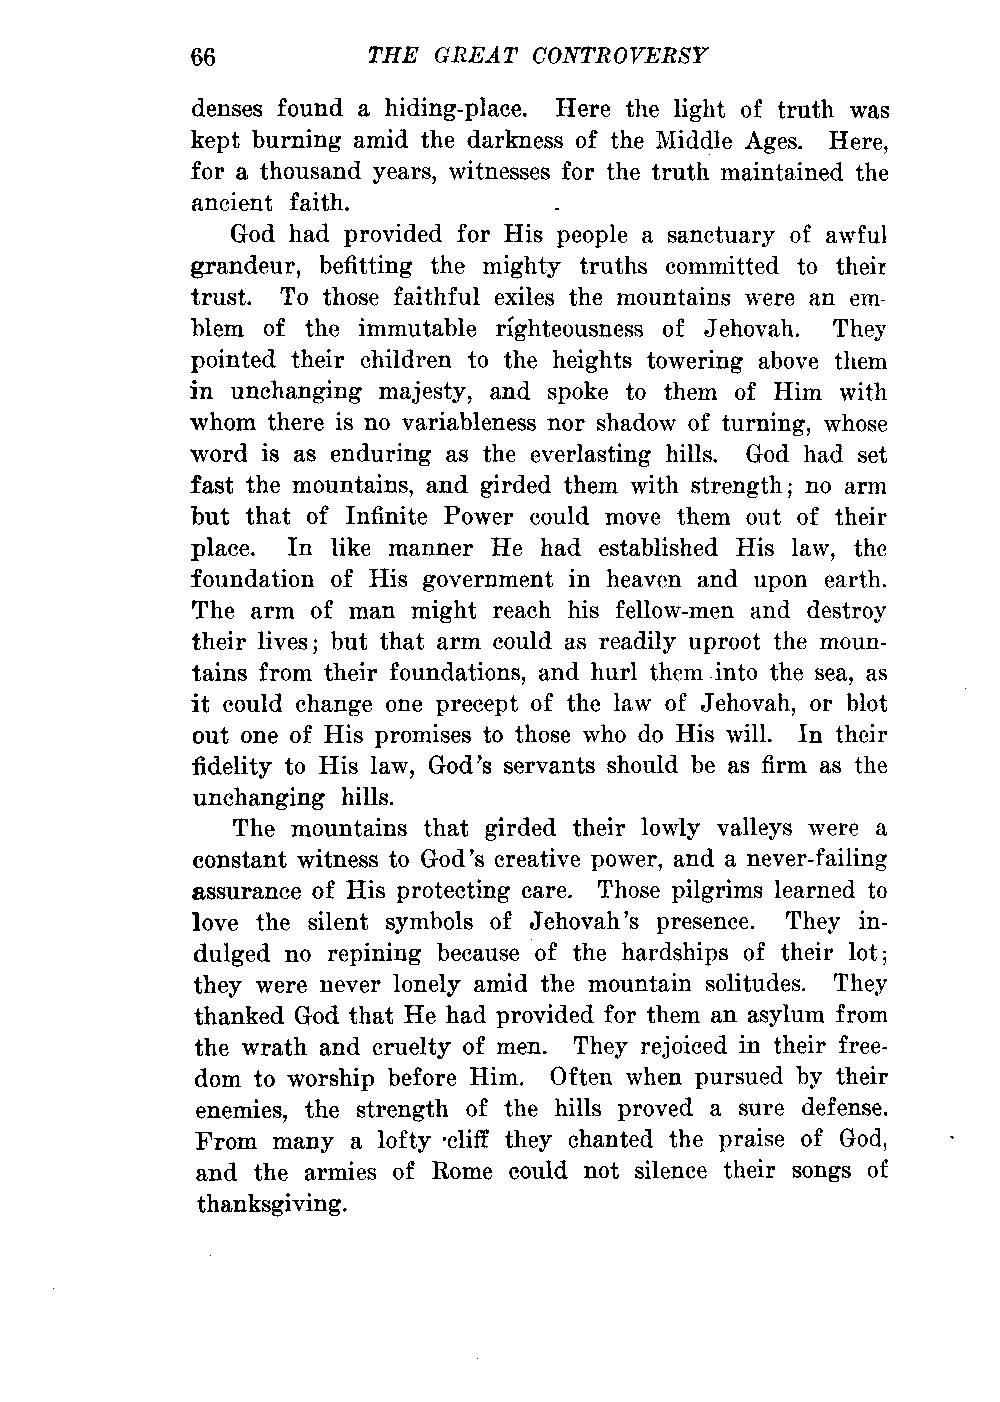 66 THE GREAT CONTROVERSY
denses found a hiding-place. Here the light of truth was
kept burning amid the darkness of the Middle Ages. Here,
for a thousand years, witnesses for the truth maintained the
ancient faith.
God had provided for His people a sanctuary of awful
grandeur, befitting the mighty truths committed to their
trust. To those faithful exiles the mountains were an em-
blem of the immutable righteousness of Jehovah. They
pointed their children to the heights towering above them
in unchanging majesty, and spoke to them of Him with
whom there is no variableness nor shadow of turning, whose
word is as enduring as the everlasting hills. God had set
fast the mountains, and girded them with strength; no arm
but that of Infinite Power could move them out of their
place. In like manner He had established His law, the
foundation of His government in heaven and upon earth.
The arm of man might reach his fellow-men and destroy
their lives; but that arm could as readily uproot the moun-
tains from their foundations, and hurl them into the sea, as
it could change one precept of the law of Jehovah, or blot
out one of His promises to those who do His will. In their
fidelity to His law, God's servants should be as firm as the
unchanging hills.
The mountains that girded their lowly valleys were a
constant witness to God's creative power, and a never-failing
assurance of His protecting care. Those pilgrims learned to
love the silent symbols of Jehovah's presence. They in-
dulged no repining because of the hardships of their lot;
they were never lonely amid the mountain solitudes. They
thanked God that He had provided for them an asylum from
the wrath and cruelty of men. They rejoiced in their free-
dom to worship before Him. Often when pursued by their
enemies, the strength of the hills proved a sure defense.
From many a lofty cliff they chanted the praise of God,
and the armies of Rome could not silence their songs of
thanksgiving.